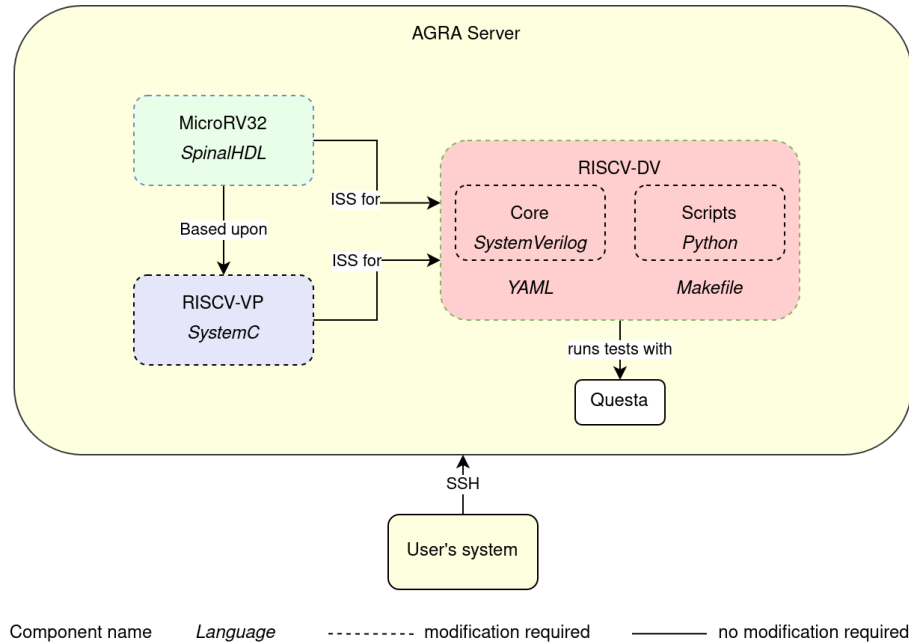 AGRA Server
MicroRV32
SpinalHDL
ISS for
Based upon
RISCV-VP
SystemC
ISS for
RISCV-DV
Core
SystemVerilog
Scripts
Python
YAML
Makefile
runs tests with
Questa
SSH
User's system
Component name
Language
modification required
no modification required